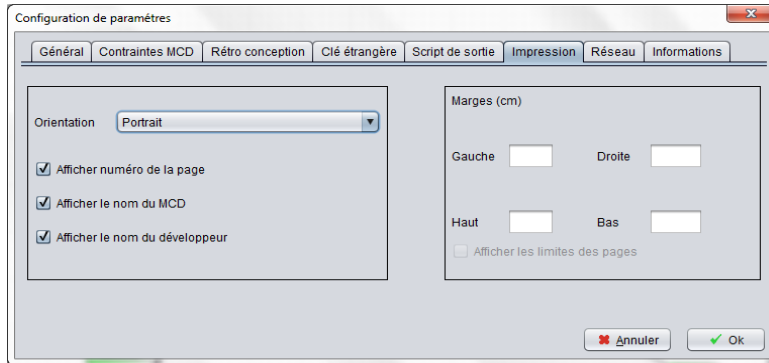 Configuration de paramètres
Général Contraintes MCD Rétro conception Clé étrangère Script de sortie Impression Réseau Informations
Orientation Portrait
Afficher numéro de la page
Afficher le nom du MCD
Afficher le nom du développeur
Marges (cm)
Gauche Droite
Haut Bas
Afficher les limites des pages
Annuler Ok